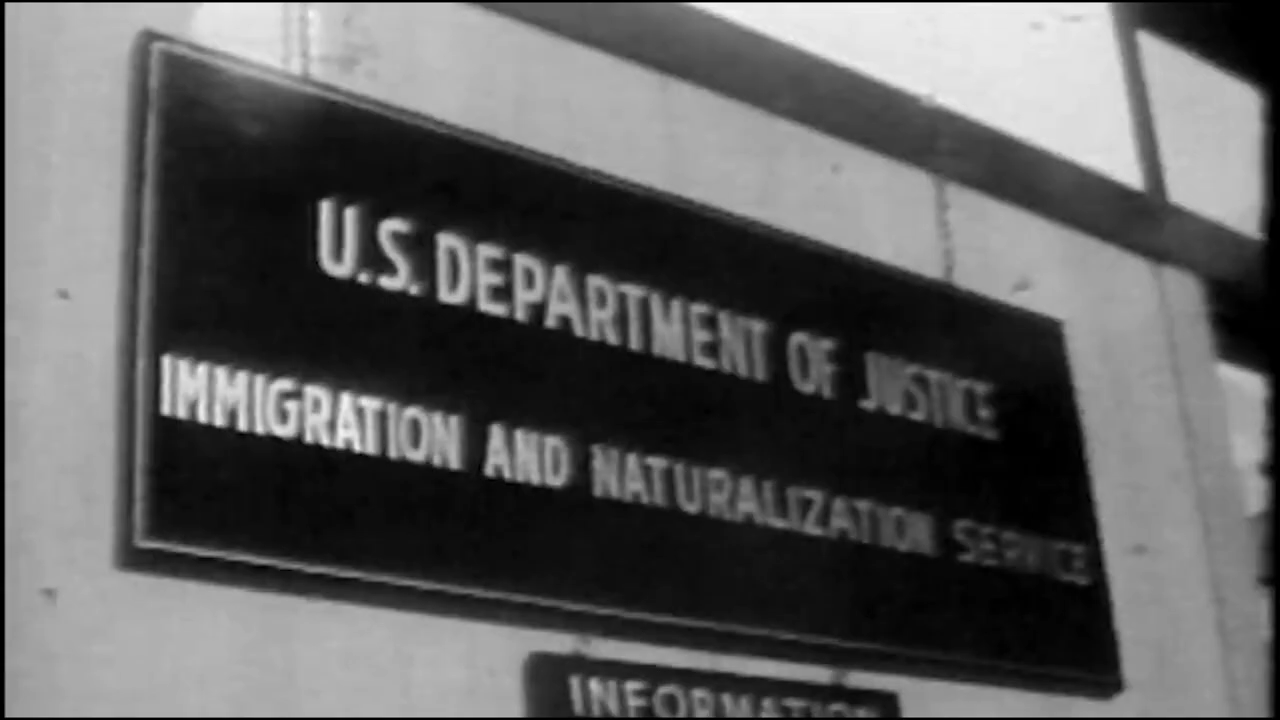 U.S. DEPARTMENT OF JUSTICE
IMMIGRATION AND NATURALIZATION SERVICE
INFORMATION